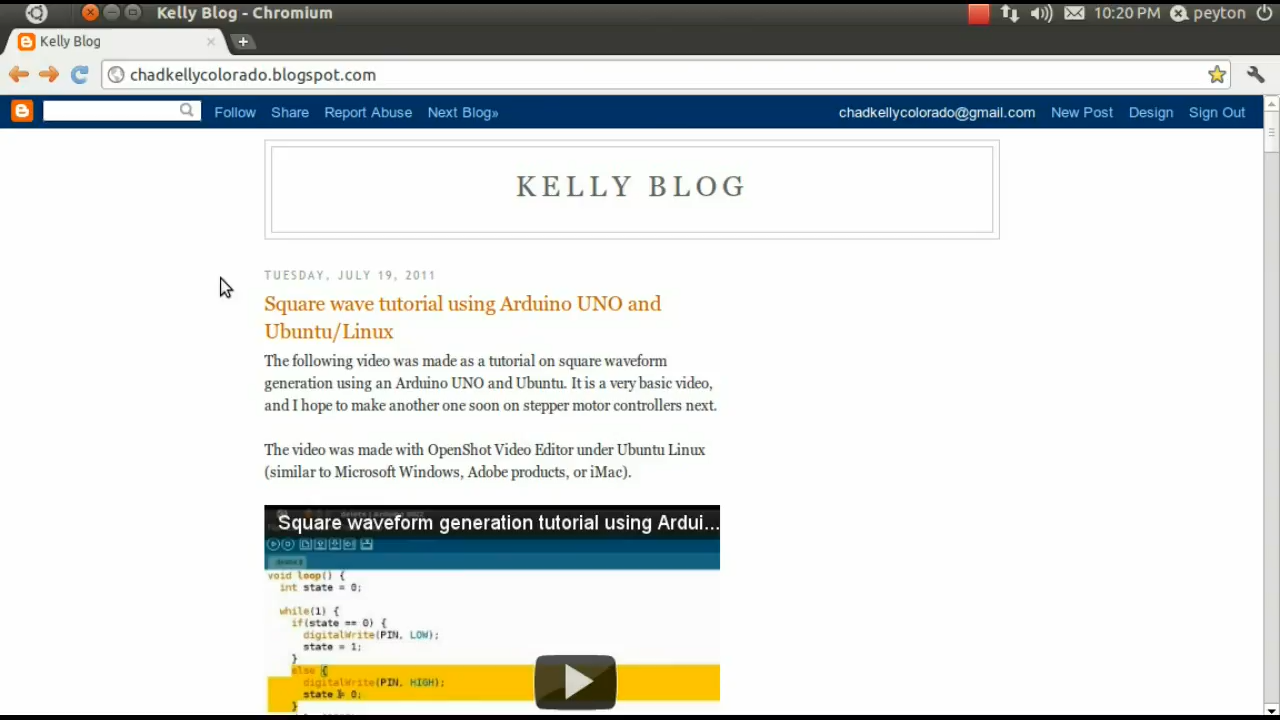 Kelly Blog - Chromium
10:20 PM
peyton
Kelly Blog
chadkellycolorado.blogspot.com
Follow
Share
Report Abuse
Next Blog»
chadkellycolorado@gmail.com
New Post
Design
Sign Out
KELLY BLOG
TUESDAY, JULY 19, 2011
Square wave tutorial using Arduino UNO and
Ubuntu/Linux
The following video was made as a tutorial on square waveform
generation using an Arduino UNO and Ubuntu. It is a very basic video,
and I hope to make another one soon on stepper motor controllers next.
The video was made with OpenShot Video Editor under Ubuntu Linux
(similar to Microsoft Windows, Adobe products, or iMac).
Square waveform generation tutorial using Ardui...
void loop() {
int state = 0;
while(1) {
if(state == 0) {
digitalWrite(PIN, LOW);
state = 1;
}
else {
digitalWrite(PIN, HIGH);
state = 0;
}